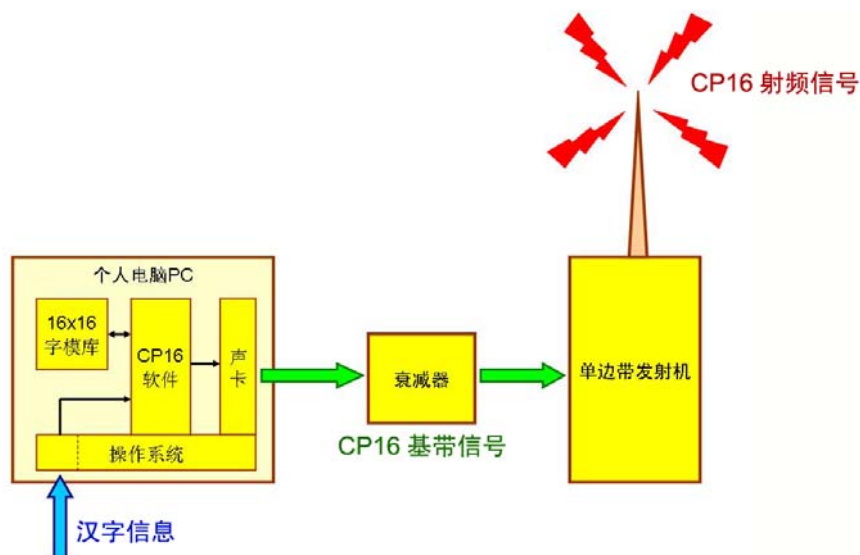 CP16 射频信号
个人电脑PC
16x16
字模库
CP16
软件
声
卡
操作系统
衰减器
单边带发射机
CP16 基带信号
汉字信息